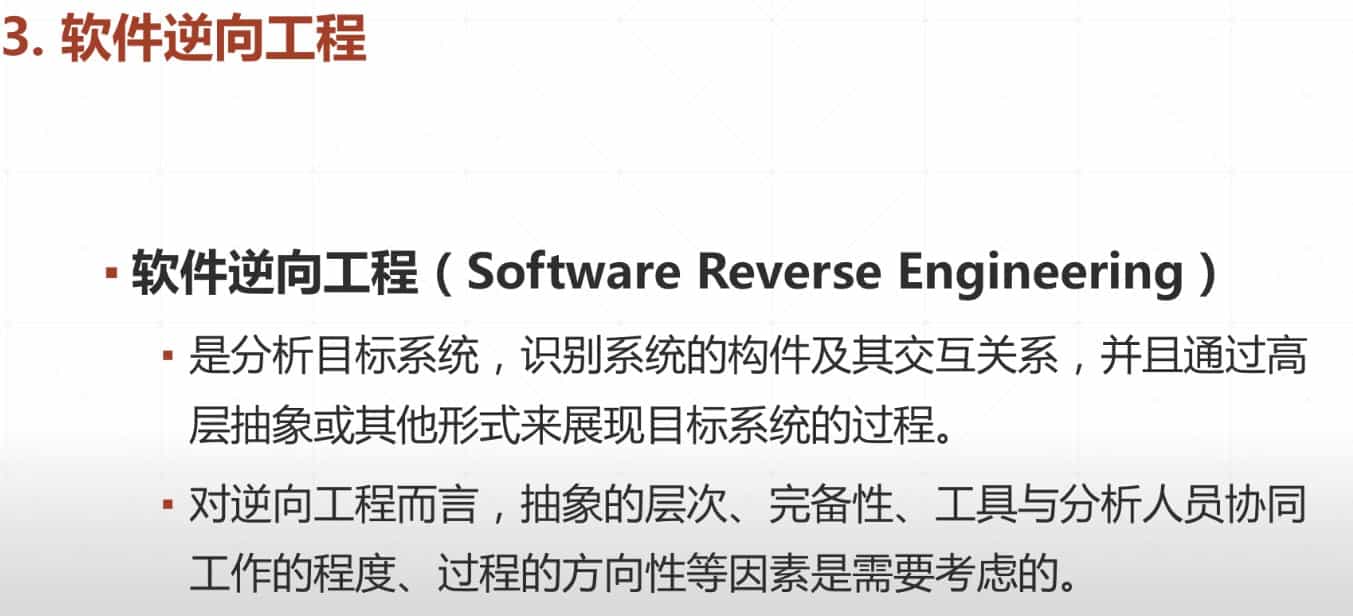 3. 软件逆向工程
▪ 软件逆向工程（Software Reverse Engineering）
▪ 是分析目标系统，识别系统的构件及其交互关系，并且通过高
层抽象或其他形式来展现目标系统的过程。
▪ 对逆向工程而言，抽象的层次、完备性、工具与分析人员协同
工作的程度、过程的方向性等因素是需要考虑的。